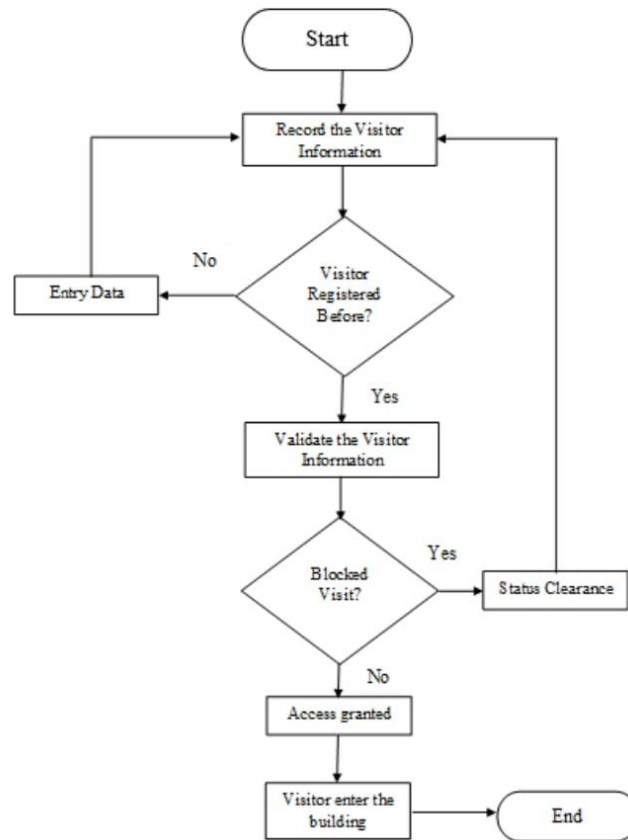 Start
Record the Visitor
Information
No
Visitor
Registered
Before?
Entry Data
Yes
Validate the Visitor
Information
Yes
Blocked
Visit?
Status Clearance
No
Access granted
Visitor enter the
building
End